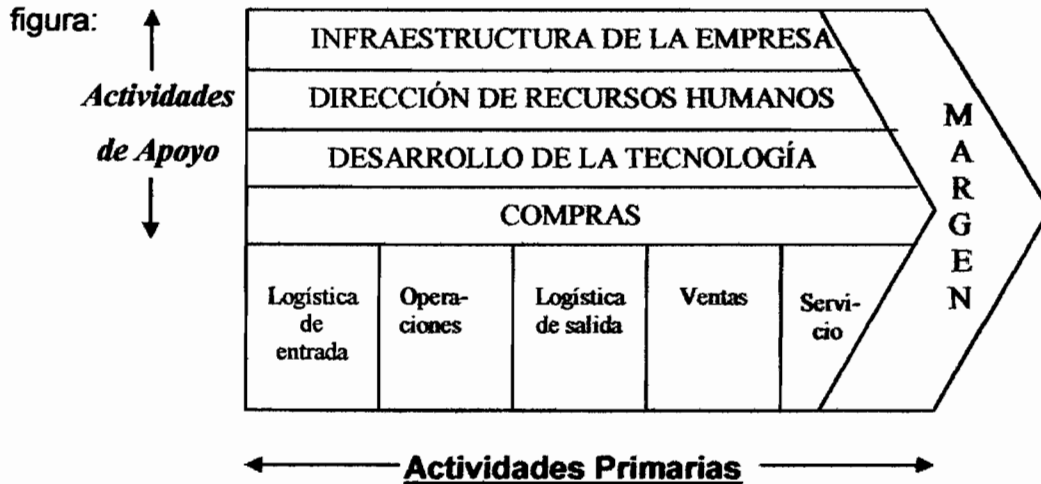 figura:
Actividades
de Apoyo
INFRAESTRUCTURA DE LA EMPRESA
DIRECCIÓN DE RECURSOS HUMANOS
DESARROLLO DE LA TECNOLOGÍA
COMPRAS
Logística
de
entrada
Opera-
ciones
Logística
de salida
Ventas
Servi-
cio
M
A
R
G
E
N
Actividades Primarias